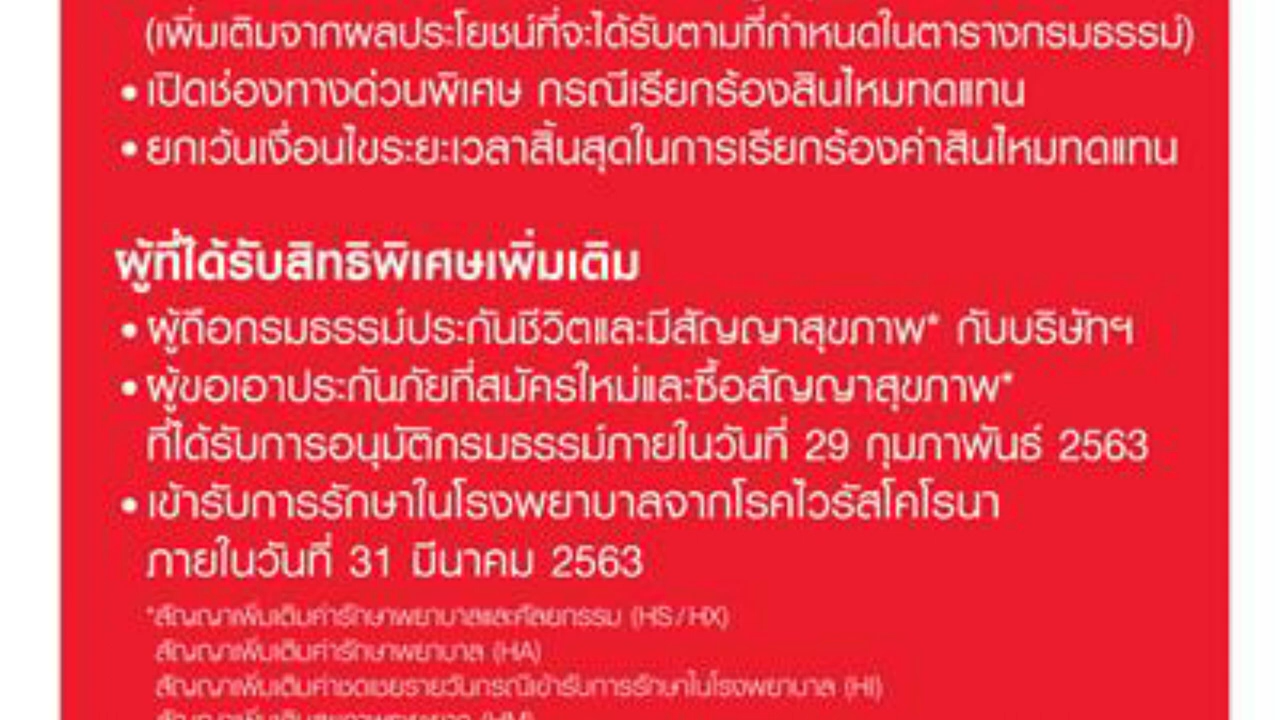 (เพิ่มเติมจากผลประโยชน์ที่จะได้รับตามที่กำหนดในตารางกรมธรรม์)
• เปิดช่องทางด่วนพิเศษ กรณีเรียกร้องสินไหมทดแทน
• ยกเว้นเงื่อนไขระยะเวลาสิ้นสุดในการเรียกร้องค่าสินไหมทดแทน
ผู้ที่ได้รับสิทธิพิเศษเพิ่มเติม
• ผู้ถือกรมธรรม์ประกันชีวิตและมีสัญญาสุขภาพ* กับบริษัทฯ
• ผู้ขอเอาประกันภัยที่สมัครใหม่และซื้อสัญญาสุขภาพ*
ที่ได้รับการอนุมัติกรมธรรม์ภายในวันที่ 29 กุมภาพันธ์ 2563
• เข้ารับการรักษาในโรงพยาบาลจากโรคไวรัสโคโรนา
ภายในวันที่ 31 มีนาคม 2563
*สัญญาเพิ่มเติมค่ารักษาพยาบาลและศัลยกรรม (HS/HX)
สัญญาเพิ่มเติมค่ารักษาพยาบาล (HA)
สัญญาเพิ่มเติมค่าชดเชยรายวันกรณีเข้ารับการรักษาในโรงพยาบาล (HI)